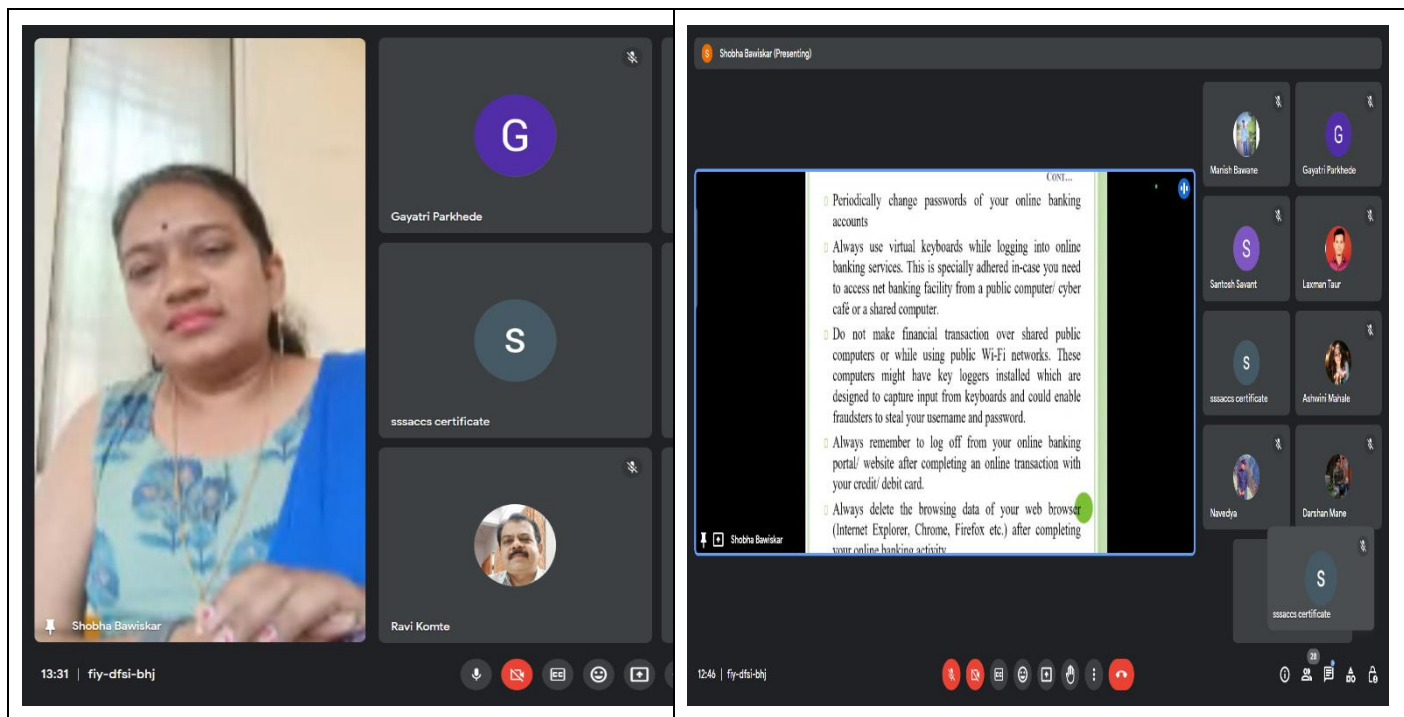 G
Gayatri Parkhede
S
sssaccs certificate
Ravi Komte
Shobha Bawiskar
13:31 | fiy-dfsi-bhj
S Shobha Bawiskar (Presenting)
CONT...
Periodically change passwords of your online banking
accounts
Always use virtual keyboards while logging into online
banking services. This is specially adhered in-case you need
to access net banking facility from a public computer/ cyber
café or a shared computer.
Do not make financial transaction over shared public
computers or while using public Wi-Fi networks. These
computers might have key loggers installed which are
designed to capture input from keyboards and could enable
fraudsters to steal your username and password.
Always remember to log off from your online banking
portal/ website after completing an online transaction with
your credit/ debit card.
Always delete the browsing data of your web browser
(Internet Explorer, Chrome, Firefox etc.) after completing
your online banking activity
Shobha Bawiskar
Manish Bawane
G
Gayatri Parkhede
S
Santosh Savant
Laxman Taur
S
sssaccs certificate
Ashwini Mahale
Navedya
Darshan Mane
S
sssaccs certificate
12:46 | fiy-dfsi-bhj
28